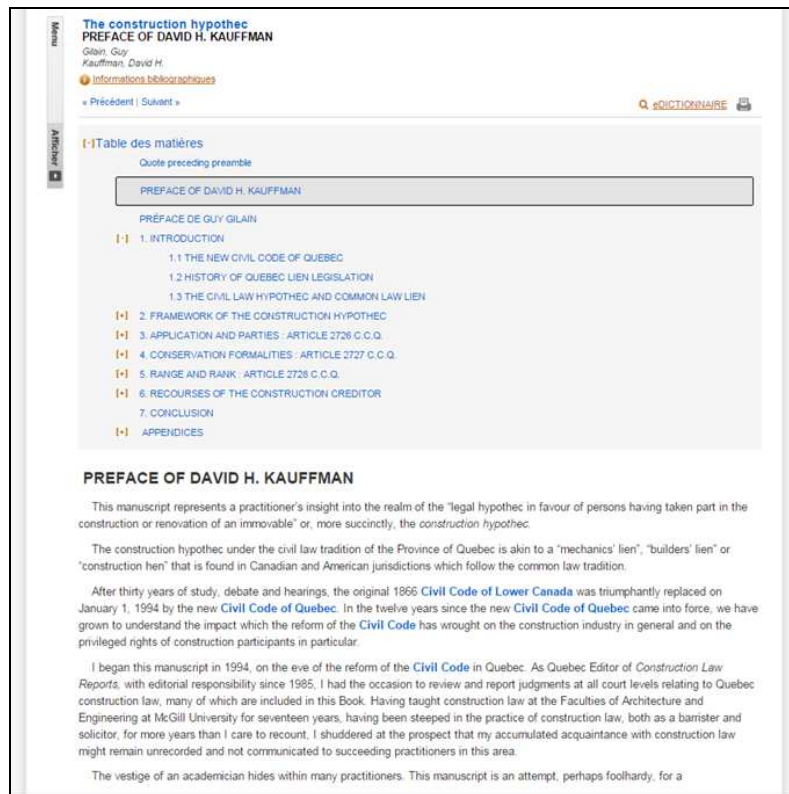 Menu
Afficher
The construction hypothec
PREFACE OF DAVID H. KAUFFMAN
Gilain, Guy
Kauffman, David H.
Informations bibliographiques
« Précédent | Suivant »
eDICTIONNAIRE
[-]Table des matières
Quote preceding preamble
PREFACE OF DAVID H. KAUFFMAN
PRÉFACE DE GUY GILAIN
[-] 1. INTRODUCTION
1.1 THE NEW CIVIL CODE OF QUEBEC
1.2 HISTORY OF QUEBEC LIEN LEGISLATION
1.3 THE CIVIL LAW HYPOTHEC AND COMMON LAW LIEN
[+] 2. FRAMEWORK OF THE CONSTRUCTION HYPOTHEC
[+] 3. APPLICATION AND PARTIES : ARTICLE 2726 C.C.Q.
[+] 4. CONSERVATION FORMALITIES : ARTICLE 2727 C.C.Q.
[+] 5. RANGE AND RANK : ARTICLE 2728 C.C.Q.
[+] 6. RECOURSES OF THE CONSTRUCTION CREDITOR
7. CONCLUSION
[+] APPENDICES
PREFACE OF DAVID H. KAUFFMAN
This manuscript represents a practitioner's insight into the realm of the "legal hypothec in favour of persons having taken part in the
construction or renovation of an immovable" or, more succinctly, the construction hypothec.
The construction hypothec under the civil law tradition of the Province of Quebec is akin to a "mechanics' lien", "builders' lien" or
"construction hen" that is found in Canadian and American jurisdictions which follow the common law tradition.
After thirty years of study, debate and hearings, the original 1866 Civil Code of Lower Canada was triumphantly replaced on
January 1, 1994 by the new Civil Code of Quebec. In the twelve years since the new Civil Code of Quebec came into force, we have
grown to understand the impact which the reform of the Civil Code has wrought on the construction industry in general and on the
privileged rights of construction participants in particular.
I began this manuscript in 1994, on the eve of the reform of the Civil Code in Quebec. As Quebec Editor of Construction Law
Reports, with editorial responsibility since 1985, I had the occasion to review and report judgments at all court levels relating to Quebec
construction law, many of which are included in this Book. Having taught construction law at the Faculties of Architecture and
Engineering at McGill University for seventeen years, having been steeped in the practice of construction law, both as a barrister and
solicitor, for more years than I care to recount, I shuddered at the prospect that my accumulated acquaintance with construction law
might remain unrecorded and not communicated to succeeding practitioners in this area.
The vestige of an academician hides within many practitioners. This manuscript is an attempt, perhaps foolhardy, for a